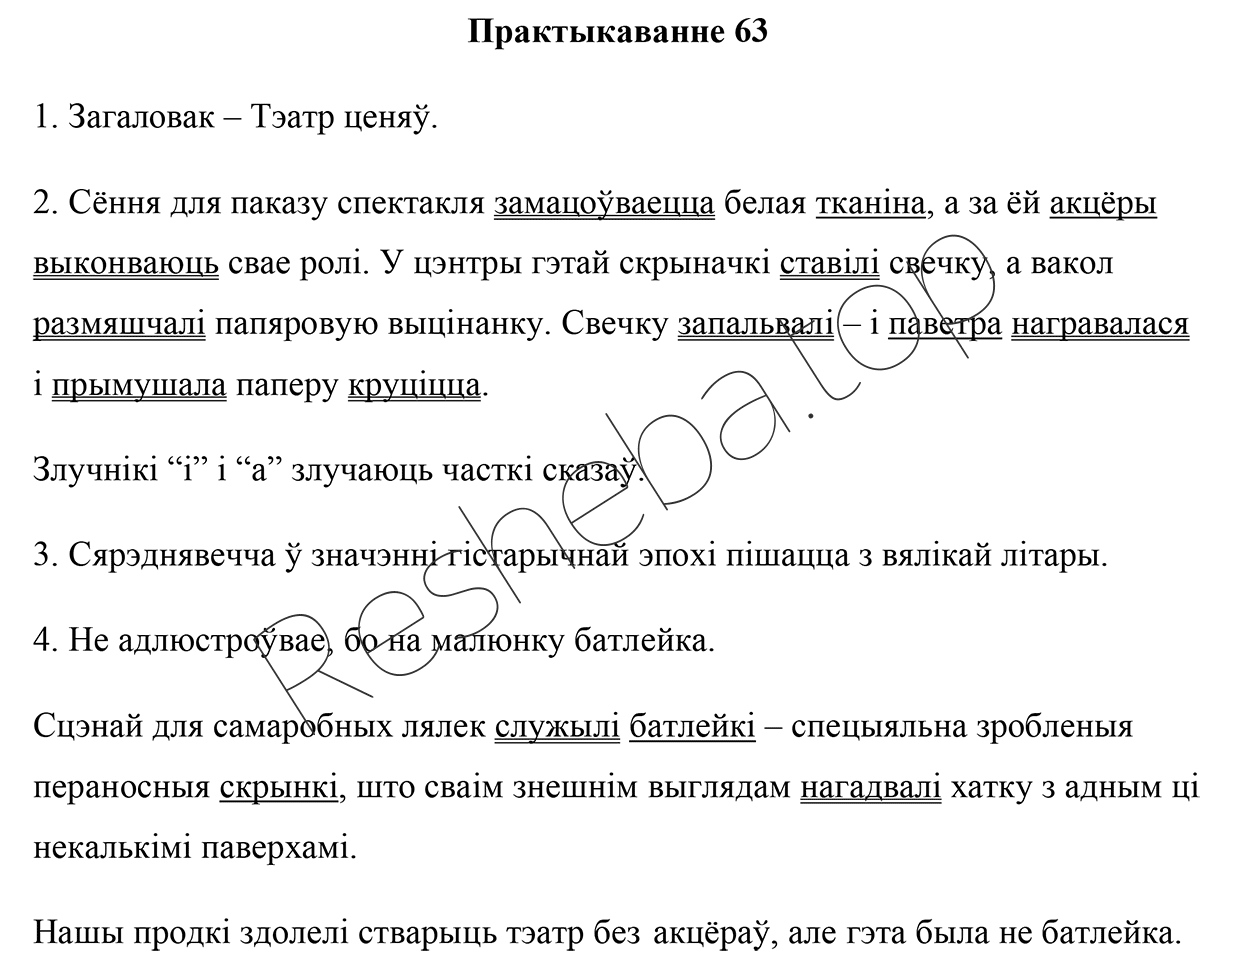 Практыкаванне 63
1. Загаловак – Тэатр ценяў.
2. Сёння для паказу спектакля замацоўваецца белая тканіна, а за ёй акцёры
выконваюць свае ролі. У цэнтры гэтай скрыначкі ставілі свечку, а вакол
размяшчалі папяровую выцінанку. Свечку запальвалі – і паветра награвалася
і прымушала паперу круціцца.
Злучнікі “і” і “а” злучаюць часткі сказаў.
3. Сярэднявечча ў значэнні гістарычнай эпохі пішацца з вялікай літары.
4. Не адлюстроўвае, бо на малюнку батлейка.
Сцэнай для самаробных лялек служылі батлейкі – спецыяльна зробленыя
пераносныя скрынкі, што сваім знешнім выглядам нагадвалі хатку з адным ці
некалькімі паверхамі.
Нашы продкі здолелі стварыць тэатр без акцёраў, але гэта была не батлейка.
Resheba.top